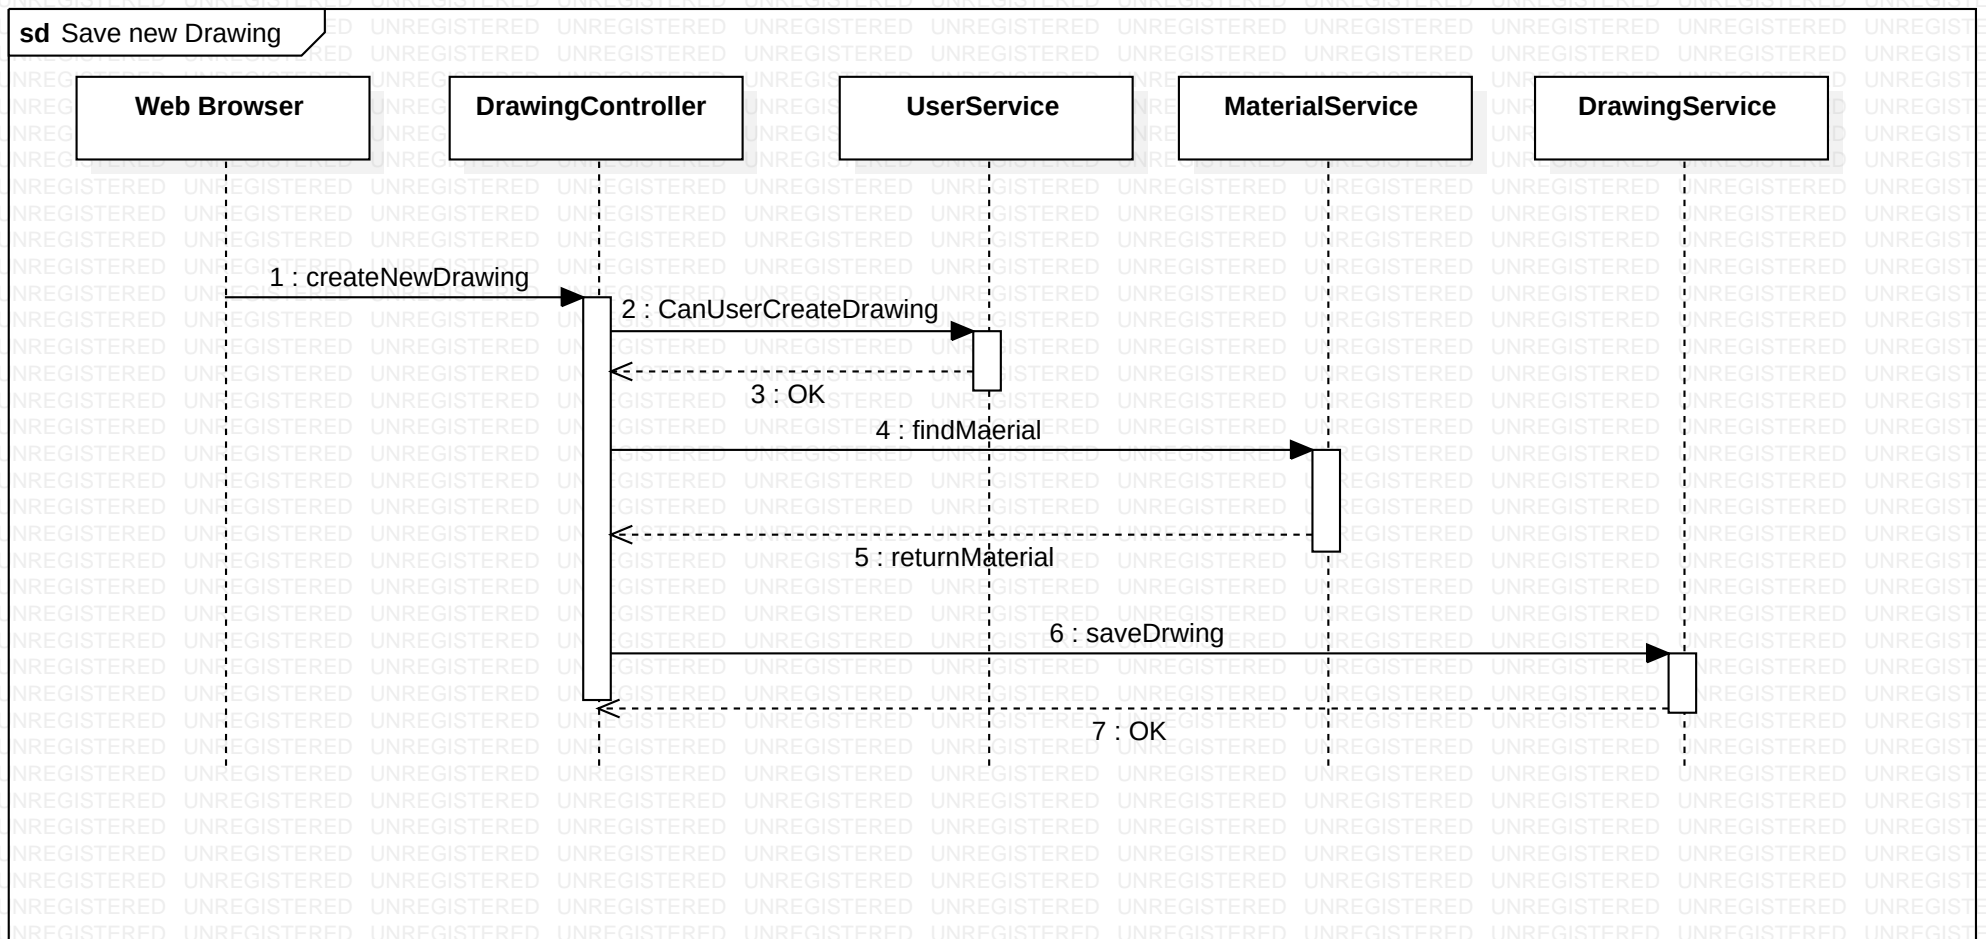 sd Save new Drawing
Web Browser
DrawingController
UserService
MaterialService
DrawingService
1 : createNewDrawing
2 : CanUserCreateDrawing
3 : OK
4 : findMaerial
5 : returnMaterial
6 : saveDrwing
7 : OK
UNREGISTERED